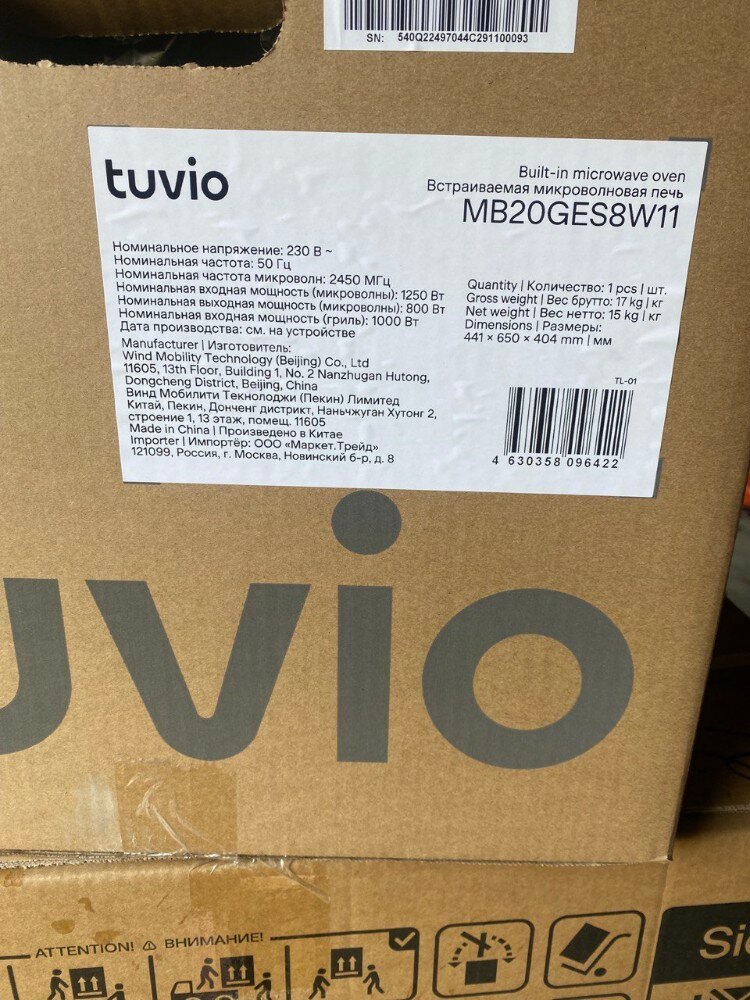 SN: 540Q22497044C291100093
tuvio
Built-in microwave oven
Встраиваемая микроволновая печь
MB20GES8W11
Номинальное напряжение: 230 В ~
Номинальная частота: 50 Гц
Номинальная частота микроволн: 2450 МГц
Номинальная входная мощность (микроволны): 1250 Вт
Номинальная выходная мощность (микроволны): 800 Вт
Номинальная входная мощность (гриль): 1000 Вт
Дата производства: см. на устройстве
Manufacturer | Изготовитель:
Wind Mobility Technology (Beijing) Co., Ltd
11605, 13th Floor, Building 1, No. 2 Nanzhugan Hutong,
Dongcheng District, Beijing, China
Винд Мобилити Текнолоджи (Пекин) Лимитед
Китай, Пекин, Донченг дистрикт, Наньчжуган Хутонг 2,
строение 1, 13 этаж, помещ. 11605
Made in China | Произведено в Китае
Importer | Импортёр: ООО «Маркет.Трейд»
121099, Россия, г. Москва, Новинский б-р, д. 8
Quantity | Количество: 1 pcs | шт.
Gross weight | Вес брутто: 17 kg | кг
Net weight | Вес нетто: 15 kg | кг
Dimensions | Размеры:
441 × 650 × 404 mm | мм
TL-01
4 630358 096422
uvio
ATTENTION! ⚠ ВНИМАНИЕ!